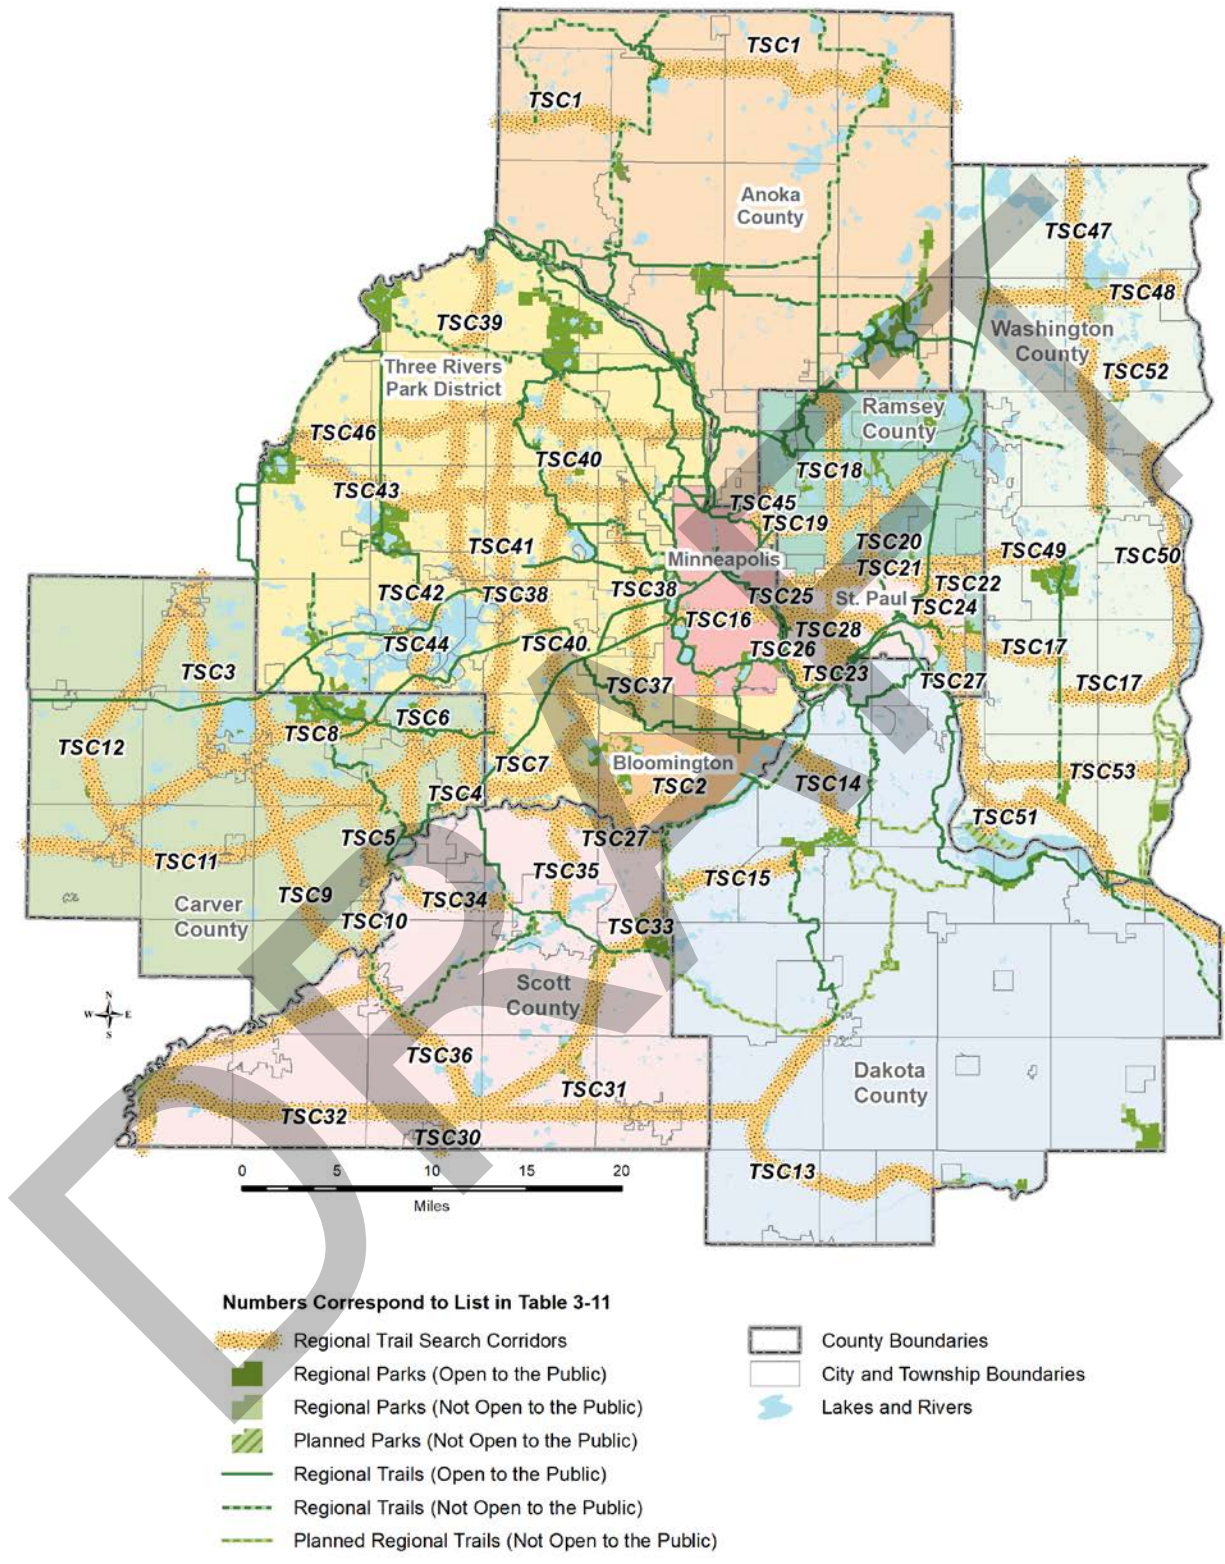 TSC1
TSC1
Anoka
County
TSC47
TSC48
Washington
County
TSC39
Three Rivers
Park District
TSC52
Ramsey
County
TSC46
TSC40
TSC18
TSC43
TSC45
TSC19
TSC41
TSC20
TSC49
TSC50
Minneapolis
TSC21
TSC42
TSC38
TSC38
TSC25
St. Paul
TSC22
TSC24
TSC16
TSC28
TSC44
TSC40
TSC26
TSC17
TSC3
TSC23
TSC27
TSC37
TSC17
TSC6
TSC8
TSC12
TSC7
Bloomington
TSC2
TSC14
TSC53
TSC4
TSC51
TSC5
TSC27
TSC11
TSC35
TSC15
TSC9
TSC34
Carver
County
TSC10
TSC33
Scott
County
N
W E
S
TSC36
Dakota
County
TSC31
TSC32
TSC30
TSC13
0 5 10 15 20
Miles
DRAFT
Numbers Correspond to List in Table 3-11
Regional Trail Search Corridors
Regional Parks (Open to the Public)
Regional Parks (Not Open to the Public)
Planned Parks (Not Open to the Public)
Regional Trails (Open to the Public)
Regional Trails (Not Open to the Public)
Planned Regional Trails (Not Open to the Public)
County Boundaries
City and Township Boundaries
Lakes and Rivers